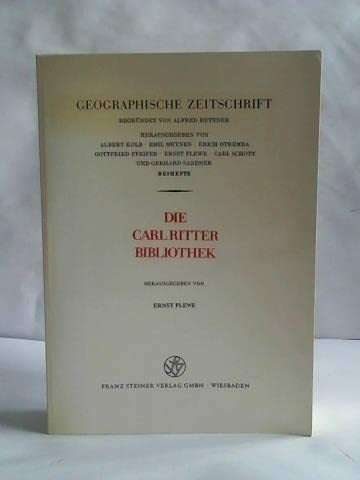 GEOGRAPHISCHE ZEITSCHRIFT
BEGRÜNDET VON ALFRED HETTNER
HERAUSGEGEBEN VON
ALBERT KOLB · EMIL MEYNEN · ERICH OTREMBA
GOTTFRIED PFEIFER · ERNST PLEWE · CARL SCHOTT
UND GERHARD SANDNER
BEIHEFTE
DIE
CARL RITTER
BIBLIOTHEK
HERAUSGEGEBEN VON
ERNST PLEWE
FRANZ STEINER VERLAG GMBH · WIESBADEN